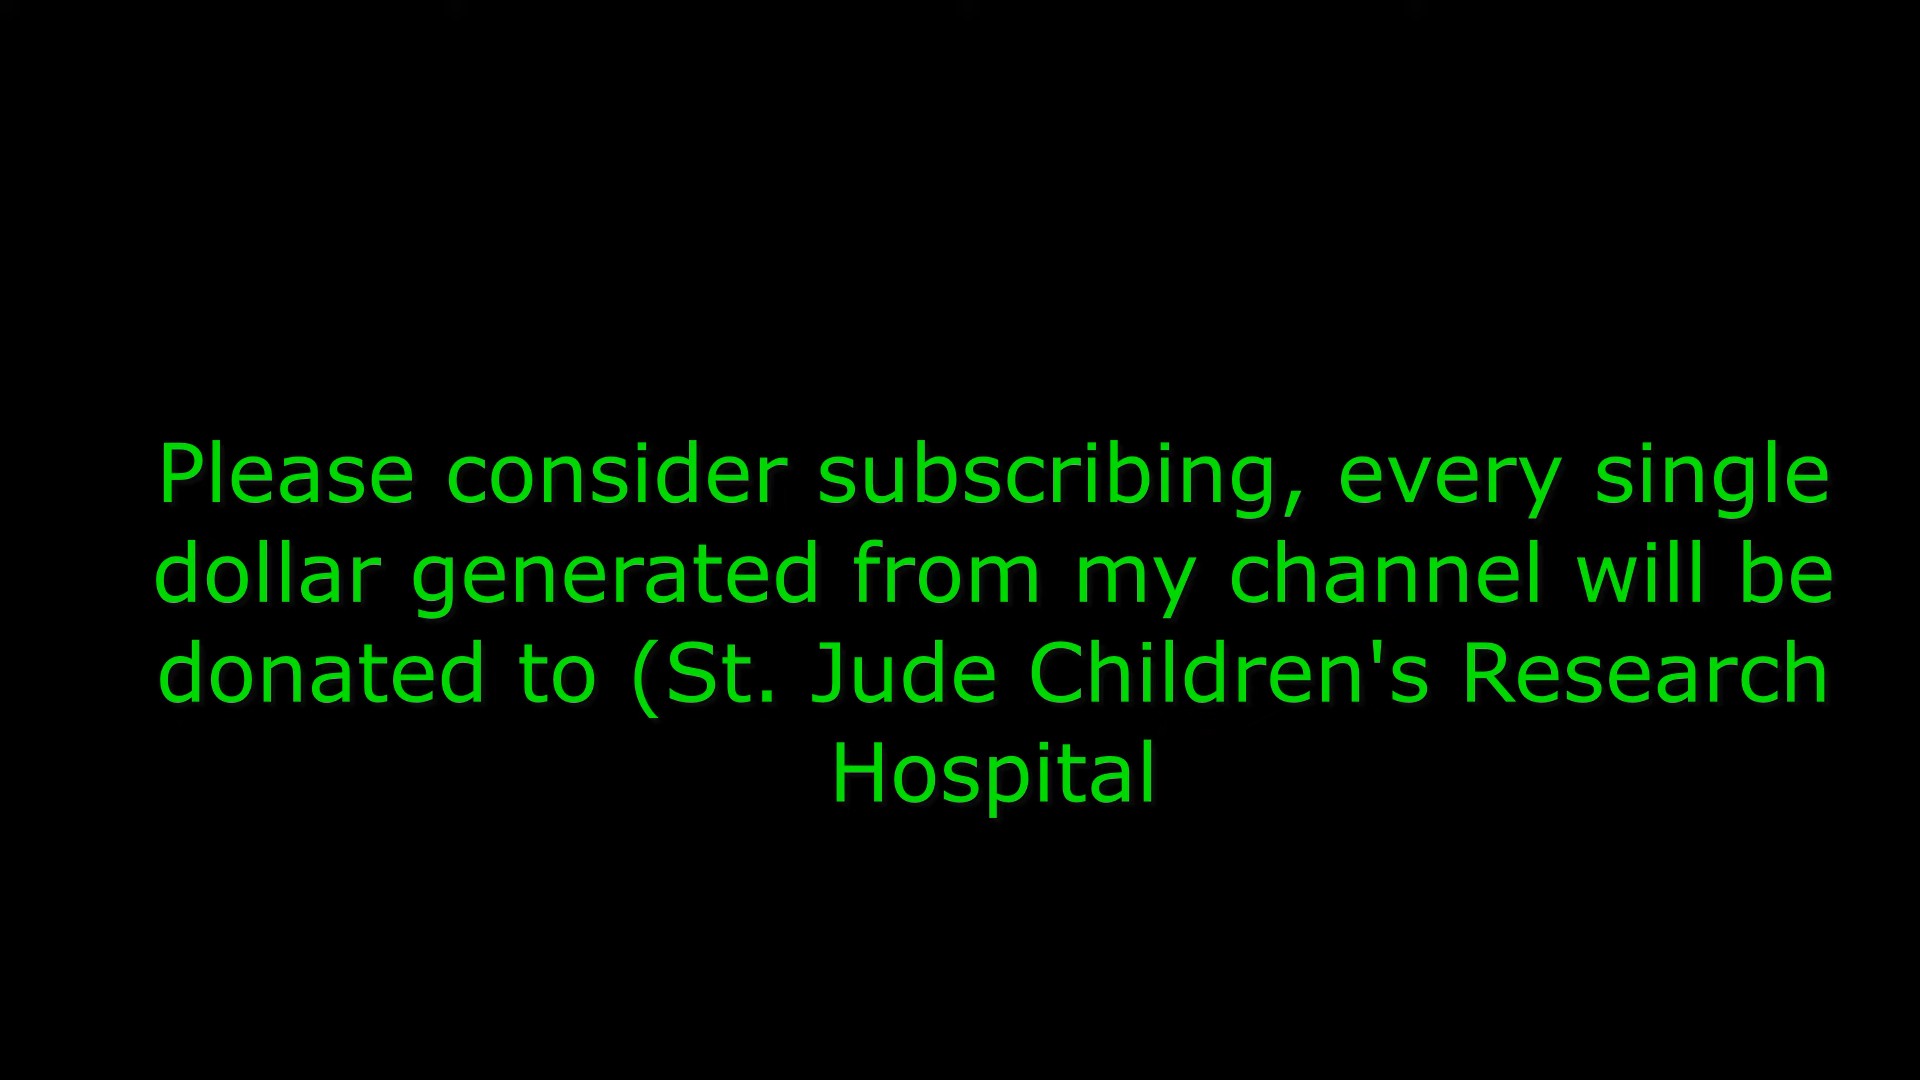 Please consider subscribing, every single
dollar generated from my channel will be
donated to (St. Jude Children's Research
Hospital